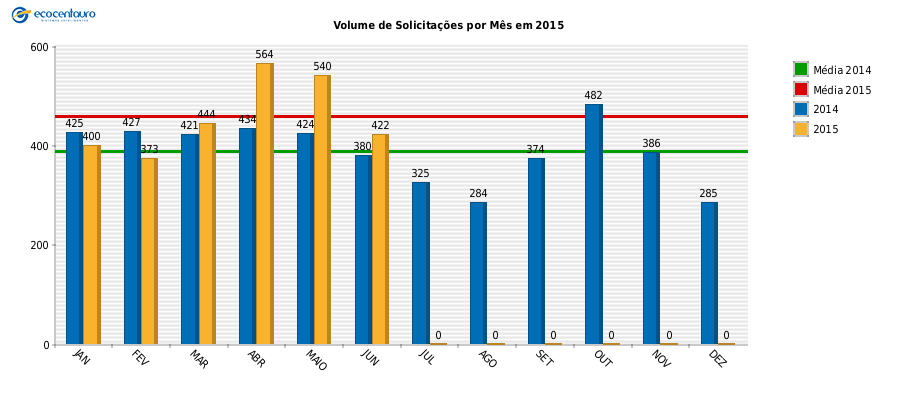 ecocentauro
Volume de Solicitações por Mês em 2015
600
400
200
0
425
400
427
373
421
444
434
564
424
540
380
422
325
0
284
0
374
0
482
0
386
0
285
0
JAN
FEV
MAR
ABR
MAIO
JUN
JUL
AGO
SET
OUT
NOV
DEZ
Média 2014
Média 2015
2014
2015